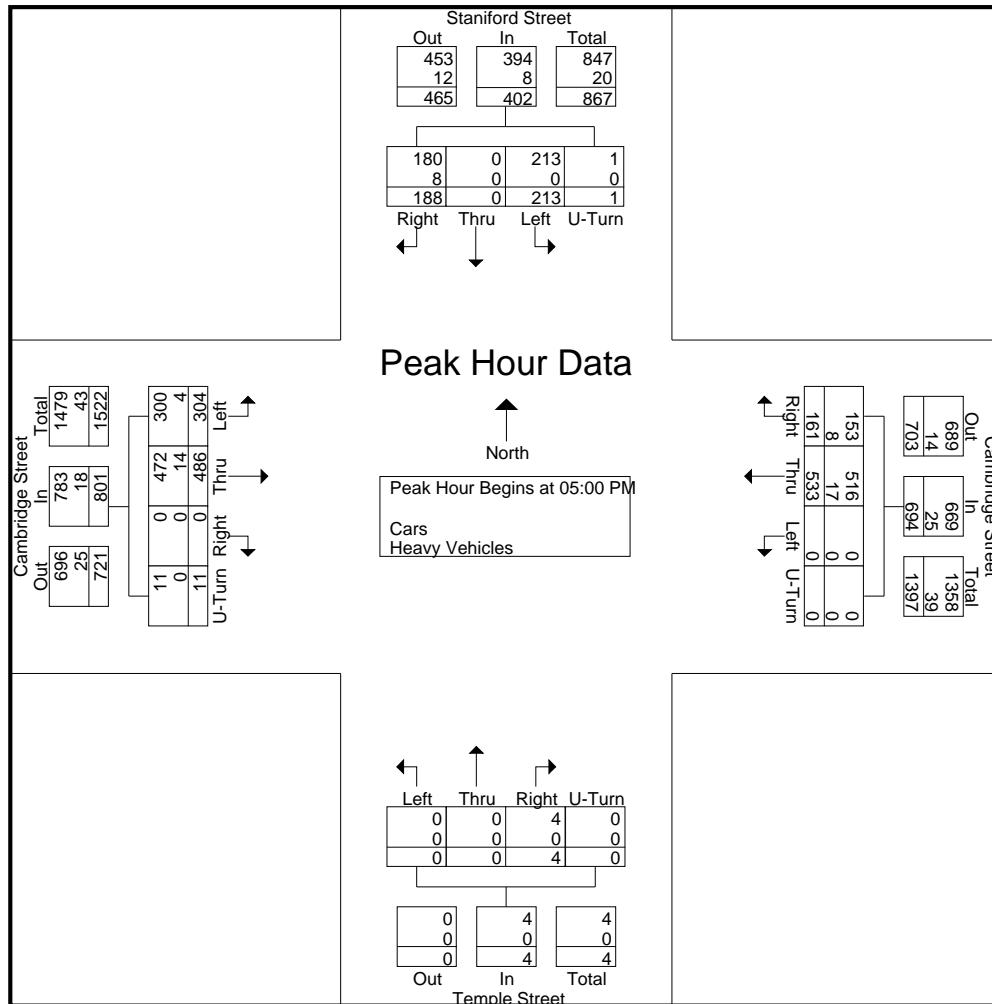 Staniford Street
Out In Total
453 394 847
12 8 20
465 402 867
180 0 213 1
8 0 0 0
188 0 213 1
Right Thru Left U-Turn
Peak Hour Data
North
Peak Hour Begins at 05:00 PM
Cars
Heavy Vehicles
Cambridge Street
Out In Total
696 783 1479
25 18 43
721 801 1522
U-Turn Right Thru Left
11 0 472 300
0 0 14 4
11 0 486 304
Cambridge Street
Out In Total
689 669 1358
14 25 39
703 694 1397
153 516 0 0
8 17 0 0
161 533 0 0
Right Thru Left U-Turn
Left Thru Right U-Turn
0 0 4 0
0 0 0 0
0 0 4 0
0 4 4
0 0 0
0 4 4
Out In Total
Temple Street